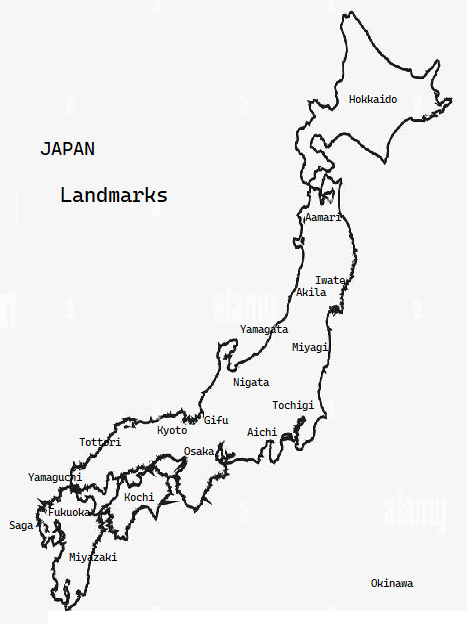 Hokkaido
JAPAN
Landmarks
Aamari
Iwate
Akila
Yamagata
Miyagi
Nigata
Tochigi
Gifu
Kyoto
Aichi
Tottori
Osaka
Yamaguchi
Kochi
Fukuoka
Saga
Miyazaki
Okinawa
alamy
alamy